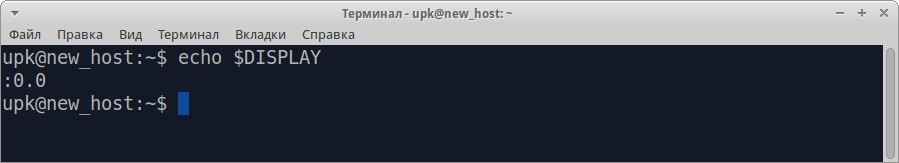 Терминал - upk@new_host: ~
Файл Правка Вид Терминал Вкладки Справка
upk@new_host:~$ echo $DISPLAY
:0.0
upk@new_host:~$